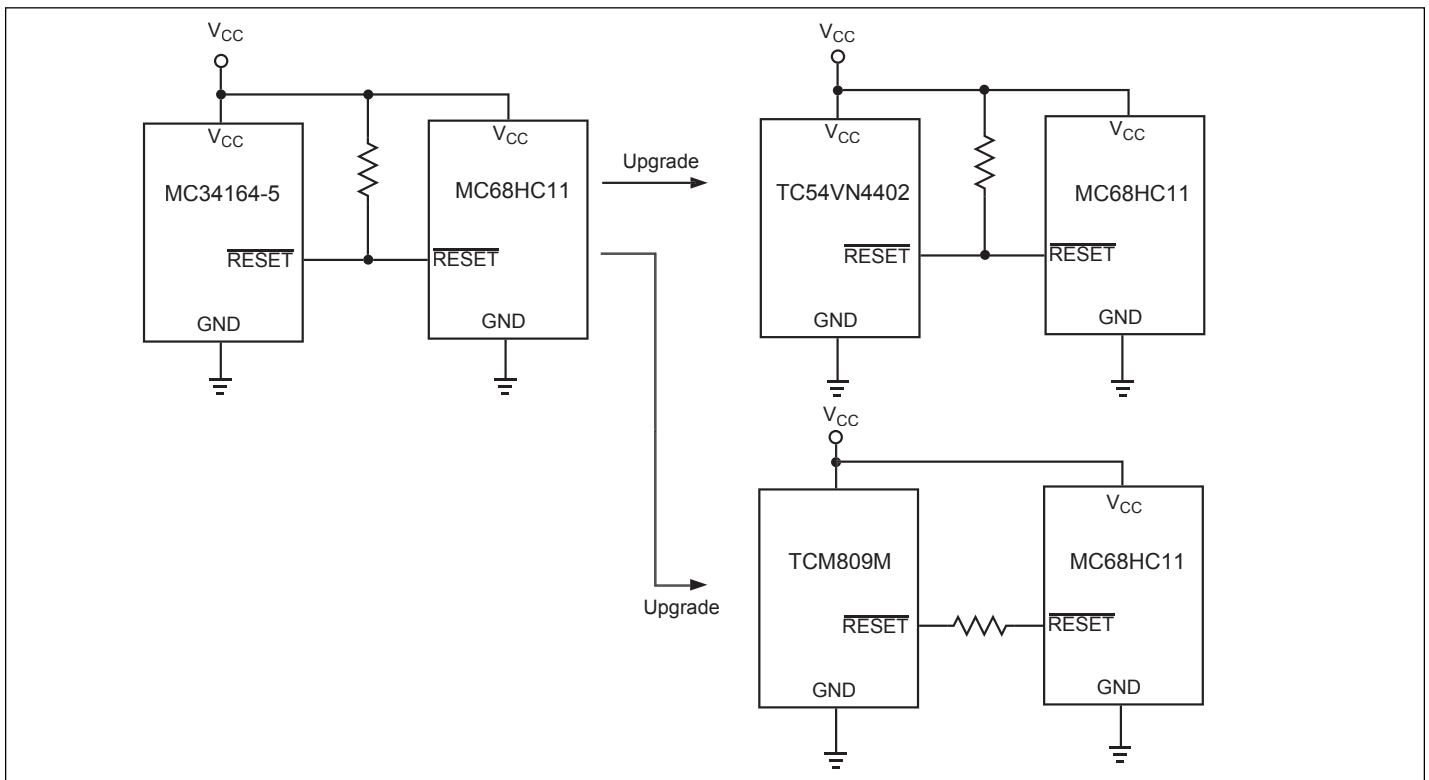 VCC
VCC
VCC
MC34164-5
MC68HC11
RESET
RESET
GND
GND
Upgrade
Upgrade
VCC
VCC
VCC
TC54VN4402
MC68HC11
RESET
RESET
GND
GND
VCC
VCC
TCM809M
MC68HC11
RESET
RESET
GND
GND